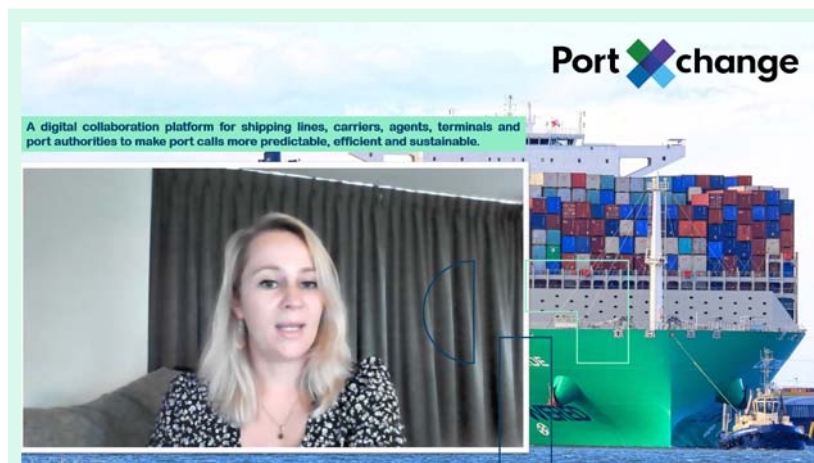 Port Xchange
A digital collaboration platform for shipping lines, carriers, agents, terminals and
port authorities to make port calls more predictable, efficient and sustainable.